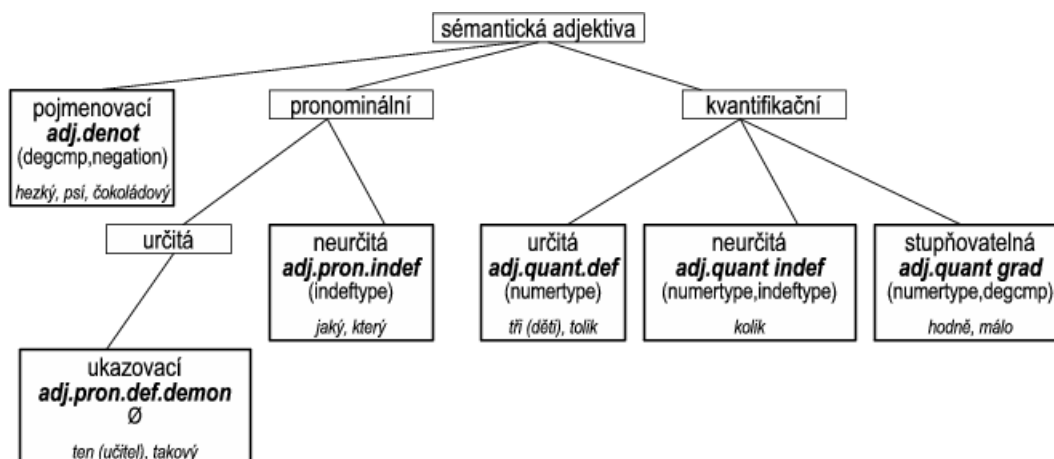 sémantická adjektiva
pojmenovací
adj.denot
(degcmp,negation)
hezký, psí, čokoládový
pronominální
kvantifikační
určitá
neurčitá
adj.pron.indef
(indeftype)
jaký, který
určitá
adj.quant.def
(numertype)
tři (děti), tolik
neurčitá
adj.quant indef
(numertype,indeftype)
kolik
stupňovatelná
adj.quant grad
(numertype,degcmp)
hodně, málo
ukazovací
adj.pron.def.demon
Ø
ten (učitel), takový